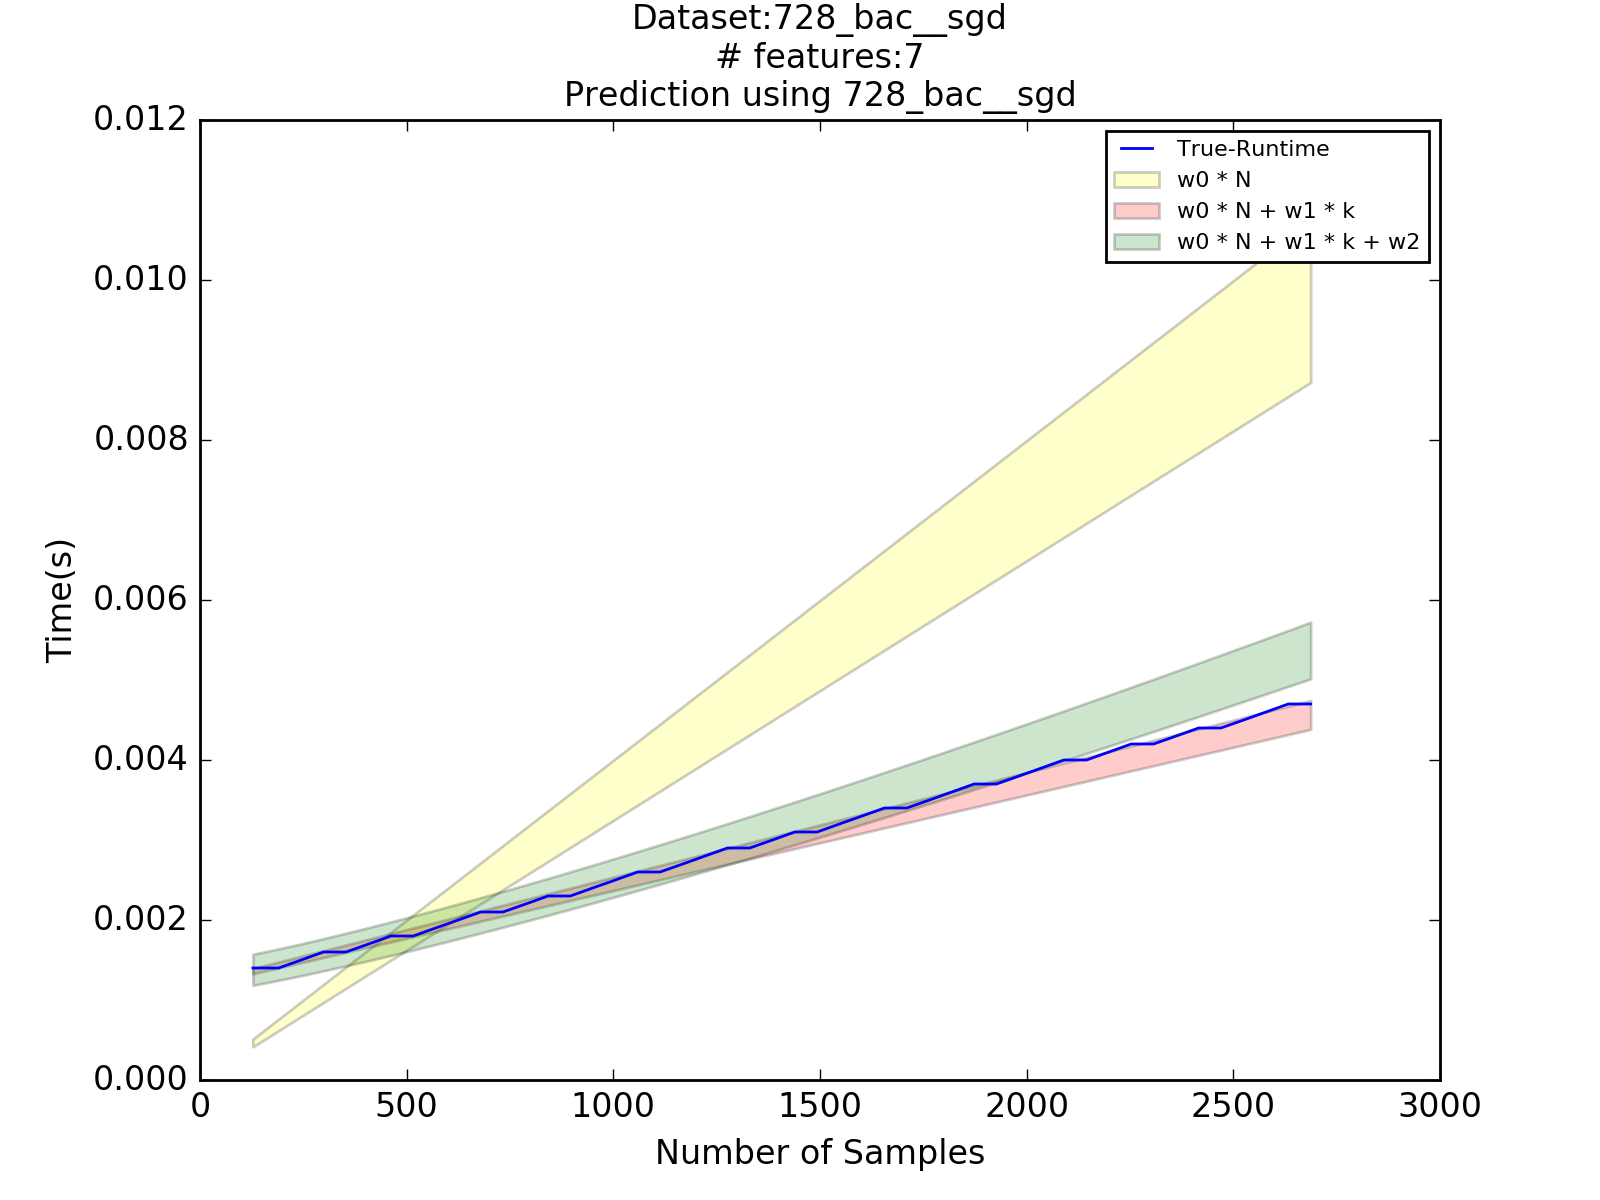 Dataset:728_bac__sgd
# features:7
Prediction using 728_bac__sgd
0.012
0.010
0.008
0.006
0.004
0.002
0.000
Time(s)
True-Runtime
w0 * N
w0 * N + w1 * k
w0 * N + w1 * k + w2
0 500 1000 1500 2000 2500 3000
Number of Samples